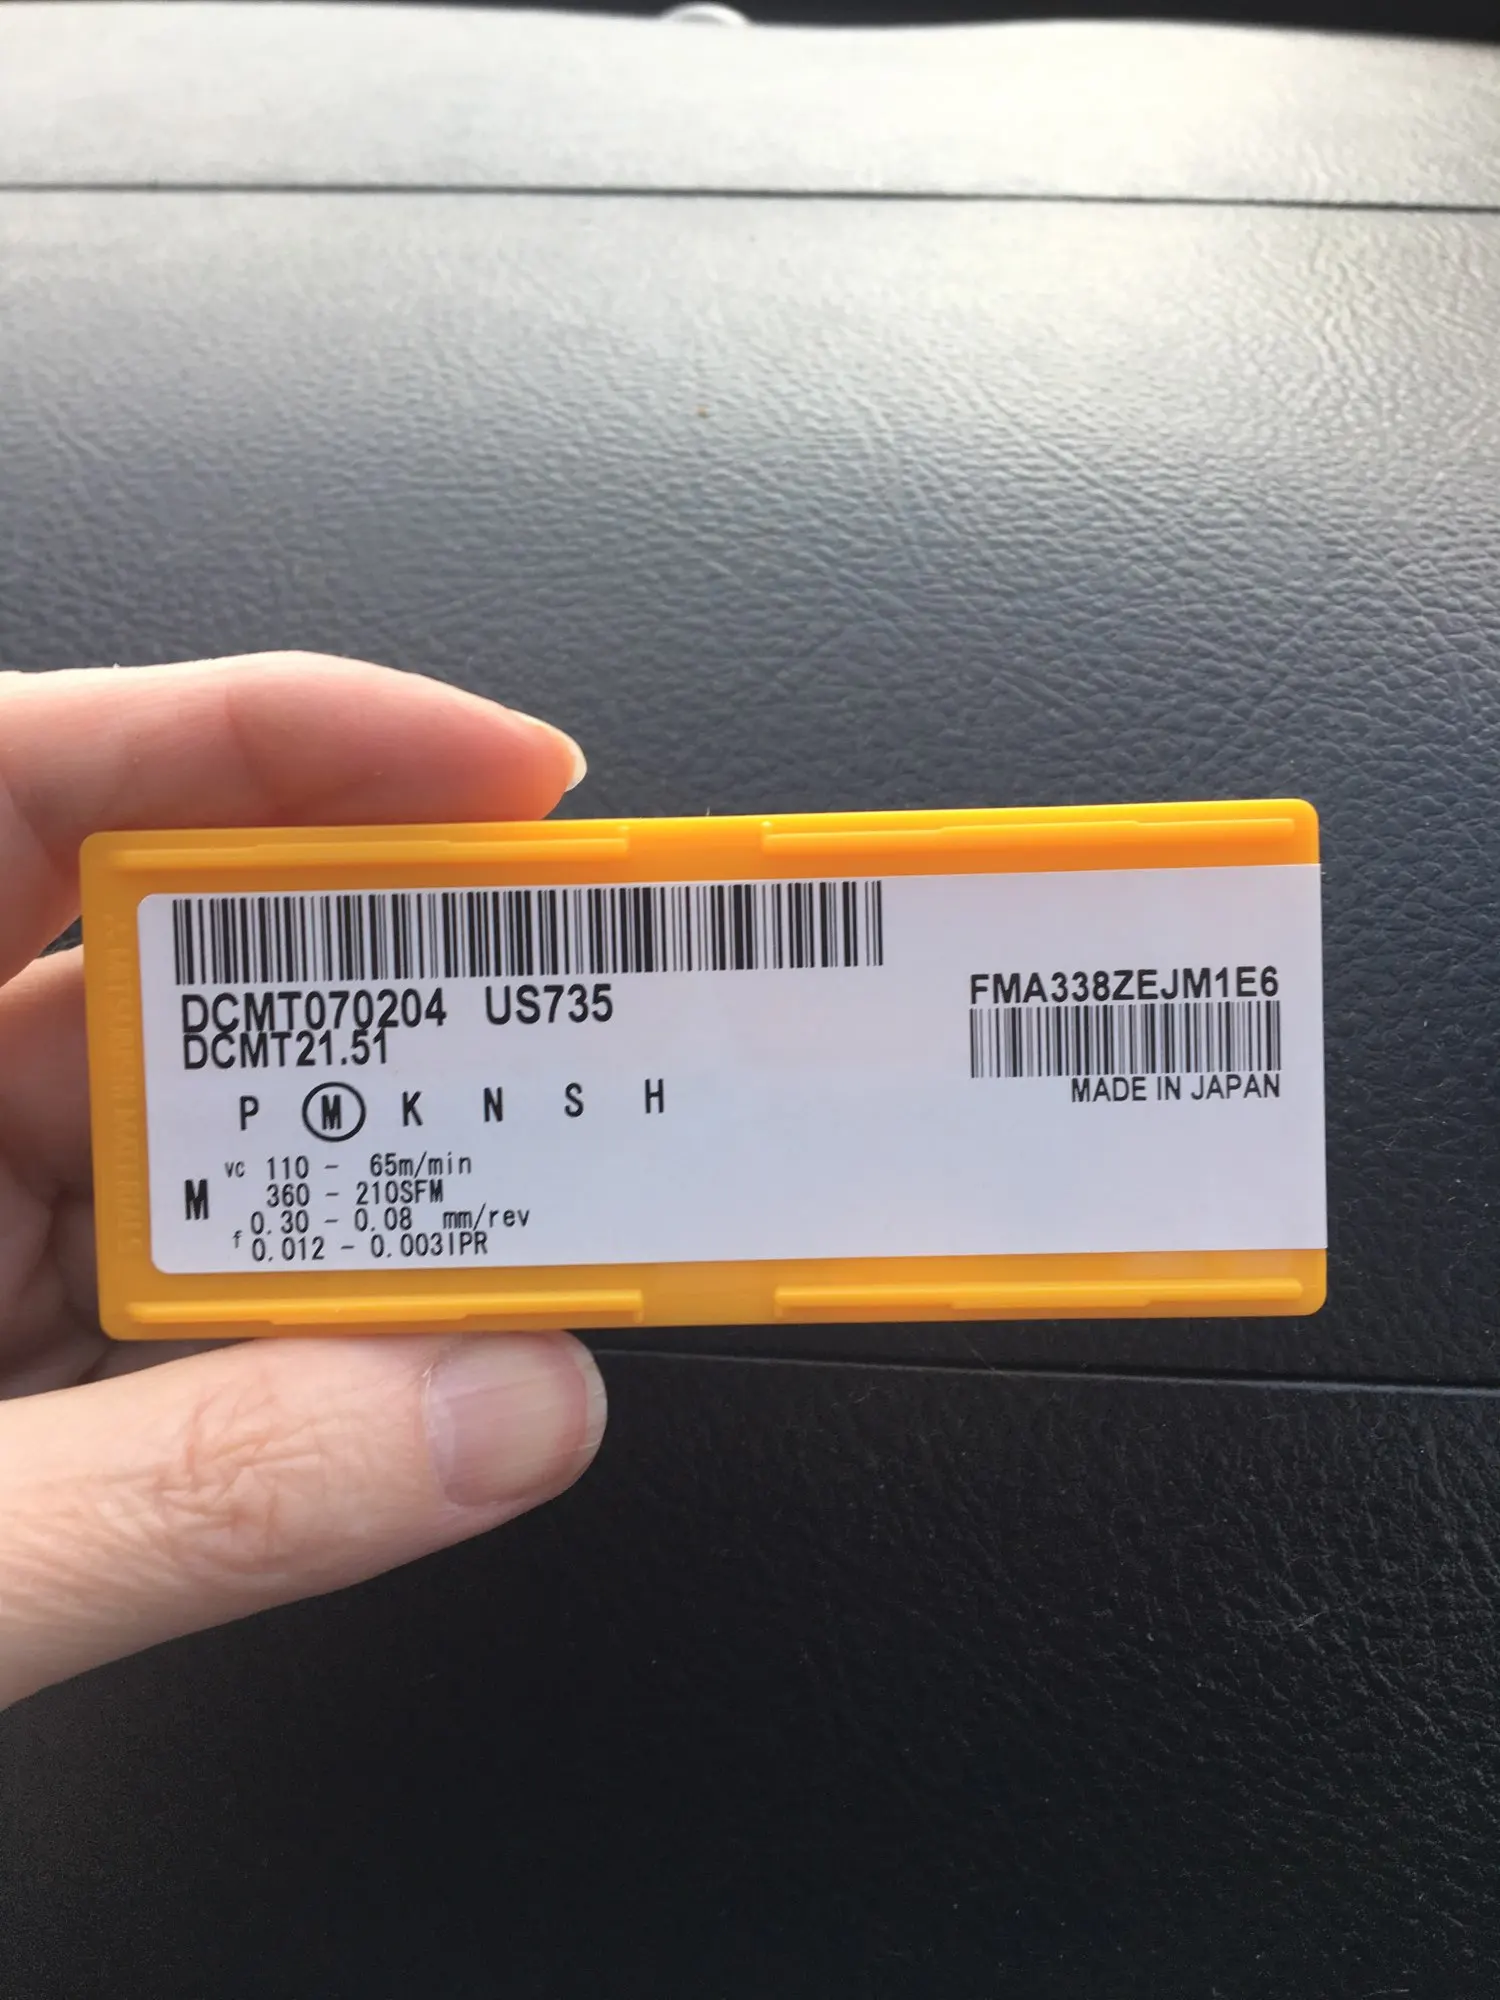 DCMT070204 US735
DCMT21.51
P M K N S H
M
vc 110 - 65m/min
360 - 210SFM
f 0.30 - 0.08 mm/rev
0.012 - 0.003IPR
FMA338ZEJM1E6
MADE IN JAPAN